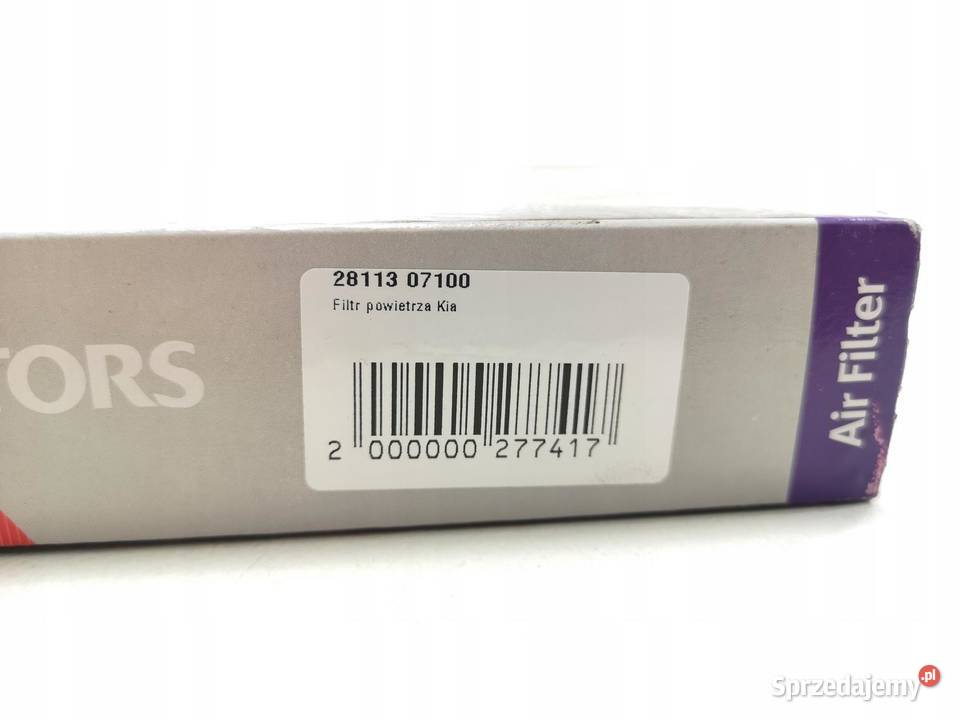 28113 07100
Filtr powietrza Kia
TORS
2 000000 277417
Air Filter
Sprzedajemy.pl